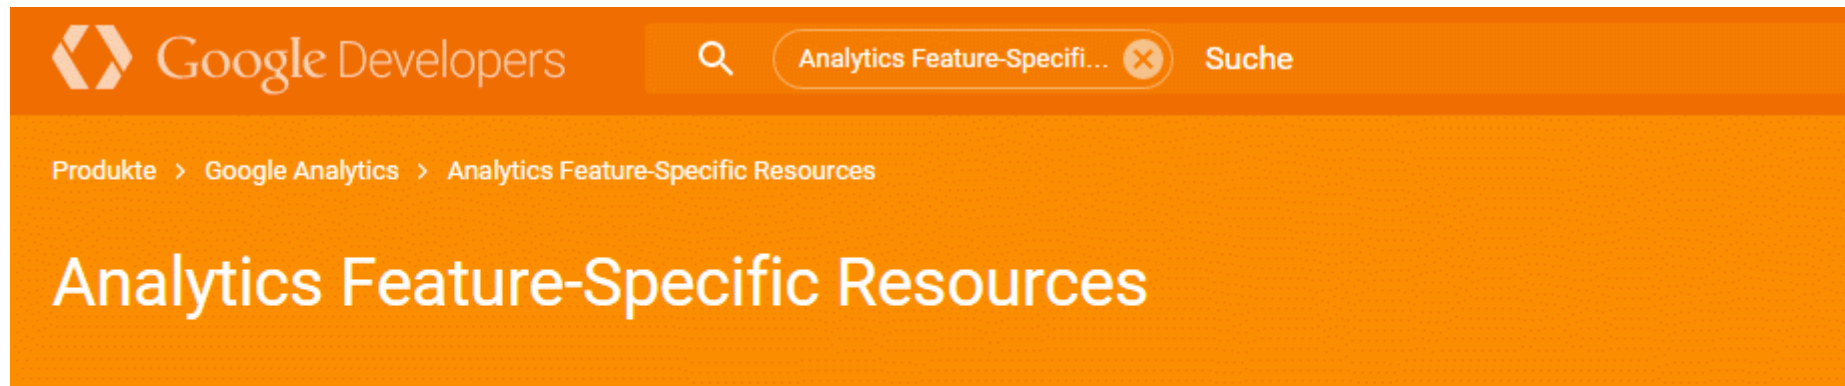 Google Developers
Analytics Feature-Specifi... Suche
Produkte > Google Analytics > Analytics Feature-Specific Resources
Analytics Feature-Specific Resources